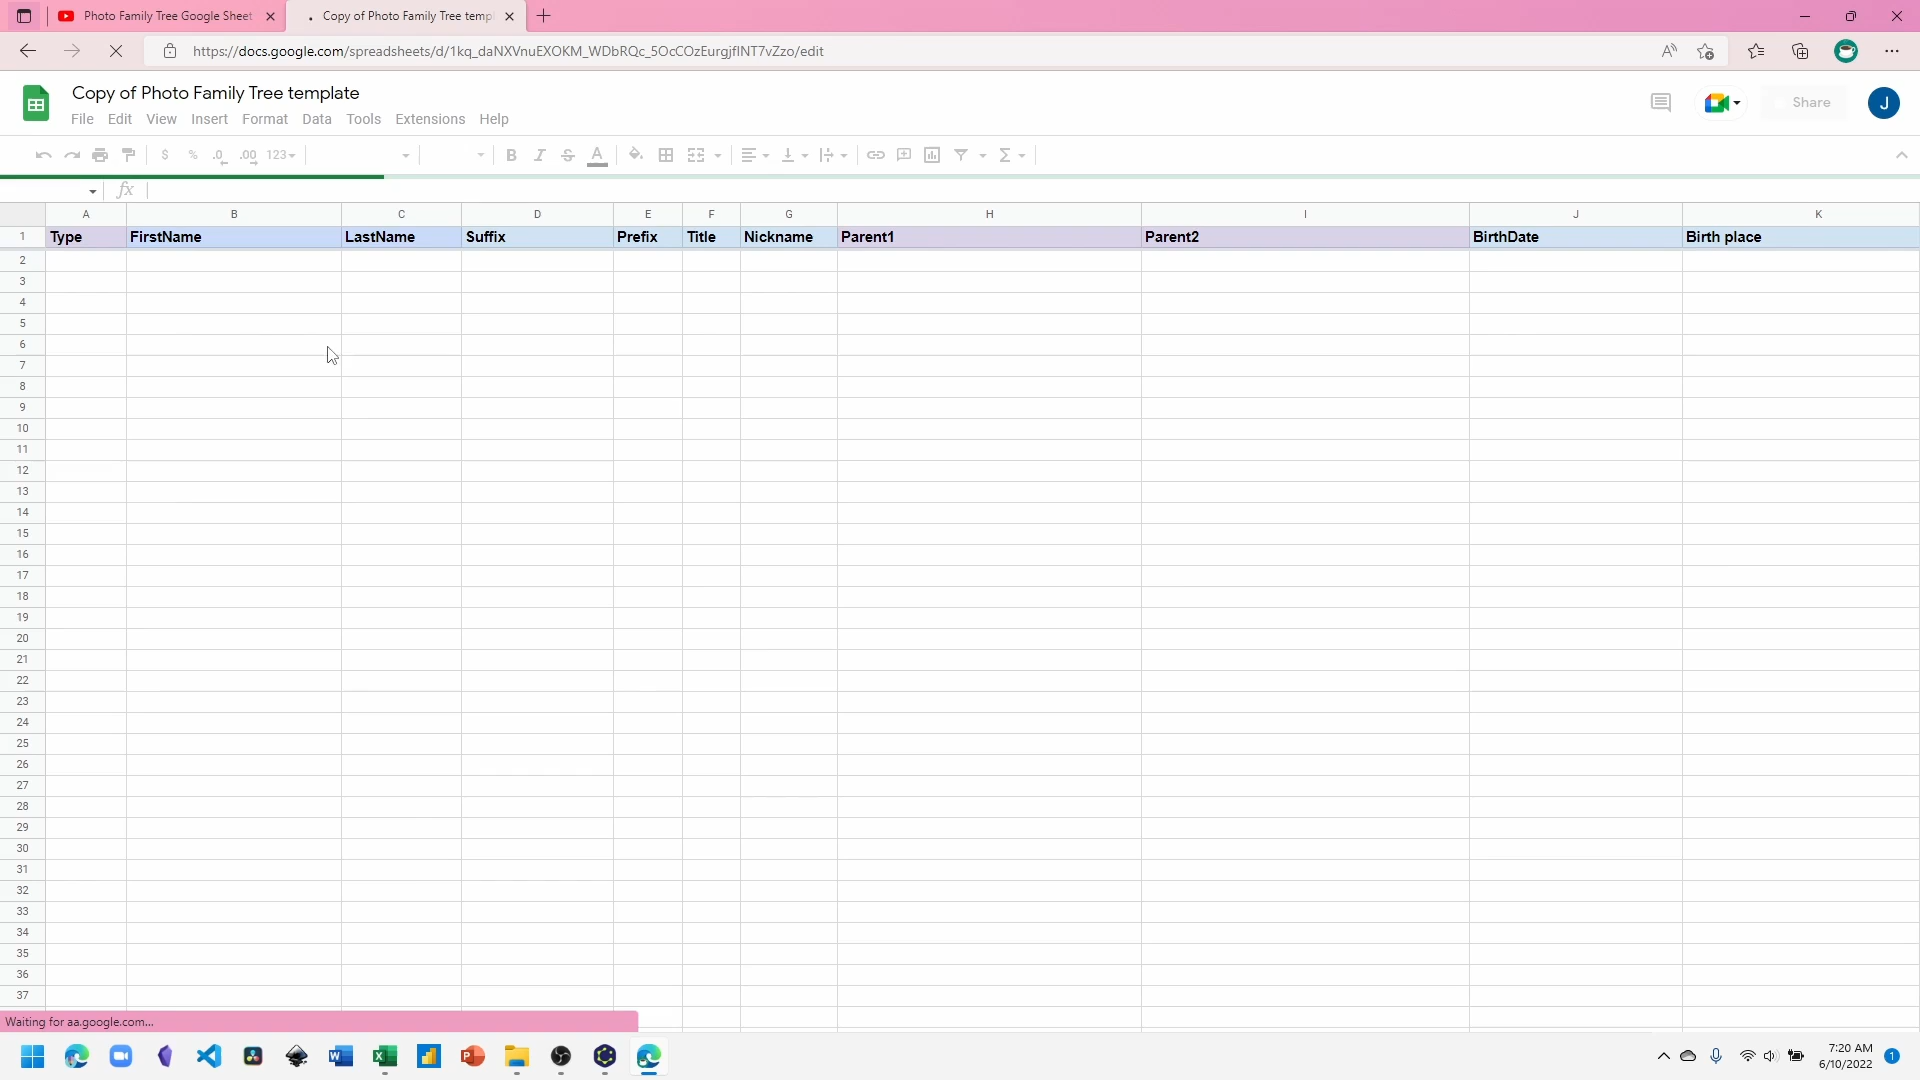 Photo Family Tree Google Sheet
Copy of Photo Family Tree temp
https://docs.google.com/spreadsheets/d/1kq_daNXVnuEXOKM_WDbRQc_5OcCOzEurgjfINT7vZzo/edit
Copy of Photo Family Tree template
File Edit View Insert Format Data Tools Extensions Help
Share
J
$ % .0 .00 123
B I S A
fx
A B C D E F G H I J K
1 Type FirstName LastName Suffix Prefix Title Nickname Parent1 Parent2 BirthDate Birth place
2
3
4
5
6
7
8
9
10
11
12
13
14
15
16
17
18
19
20
21
22
23
24
25
26
27
28
29
30
31
32
33
34
35
36
37
Waiting for aa.google.com...
7:20 AM
6/10/2022
1